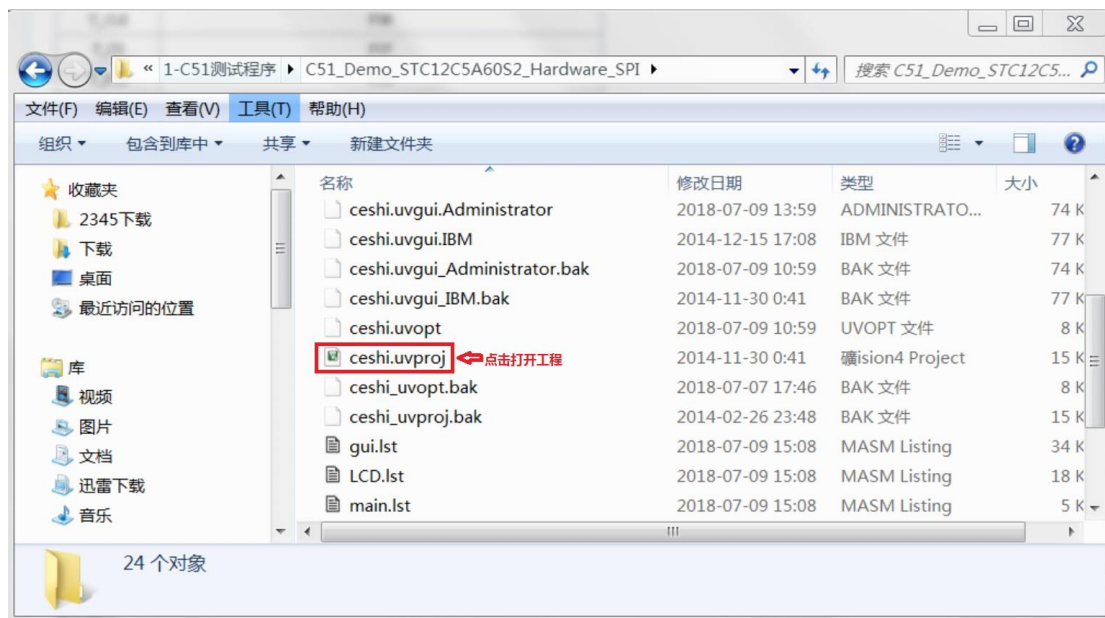 « 1-C51测试程序 ▸ C51_Demo_STC12C5A60S2_Hardware_SPI ▸ 搜索 C51_Demo_STC12C5...
文件(F) 编辑(E) 查看(V) 工具(T) 帮助(H)
组织 包含到库中 共享 新建文件夹
收藏夹
2345下载
下载
桌面
最近访问的位置
库
视频
图片
文档
迅雷下载
音乐
名称 修改日期 类型 大小
ceshi.uvgui.Administrator 2018-07-09 13:59 ADMINISTRATO... 74 K
ceshi.uvgui.IBM 2014-12-15 17:08 IBM 文件 77 K
ceshi.uvgui_Administrator.bak 2018-07-09 10:59 BAK 文件 74 K
ceshi.uvgui_IBM.bak 2014-11-30 0:41 BAK 文件 77 K
ceshi.uvopt 2018-07-09 10:59 UVOPT 文件 8 K
ceshi.uvproj 点击打开工程 2014-11-30 0:41 礦ision4 Project 15 K
ceshi_uvopt.bak 2018-07-07 17:46 BAK 文件 8 K
ceshi_uvproj.bak 2014-02-26 23:48 BAK 文件 15 K
gui.lst 2018-07-09 15:08 MASM Listing 34 K
LCD.lst 2018-07-09 15:08 MASM Listing 18 K
main.lst 2018-07-09 15:08 MASM Listing 5 K
24 个对象